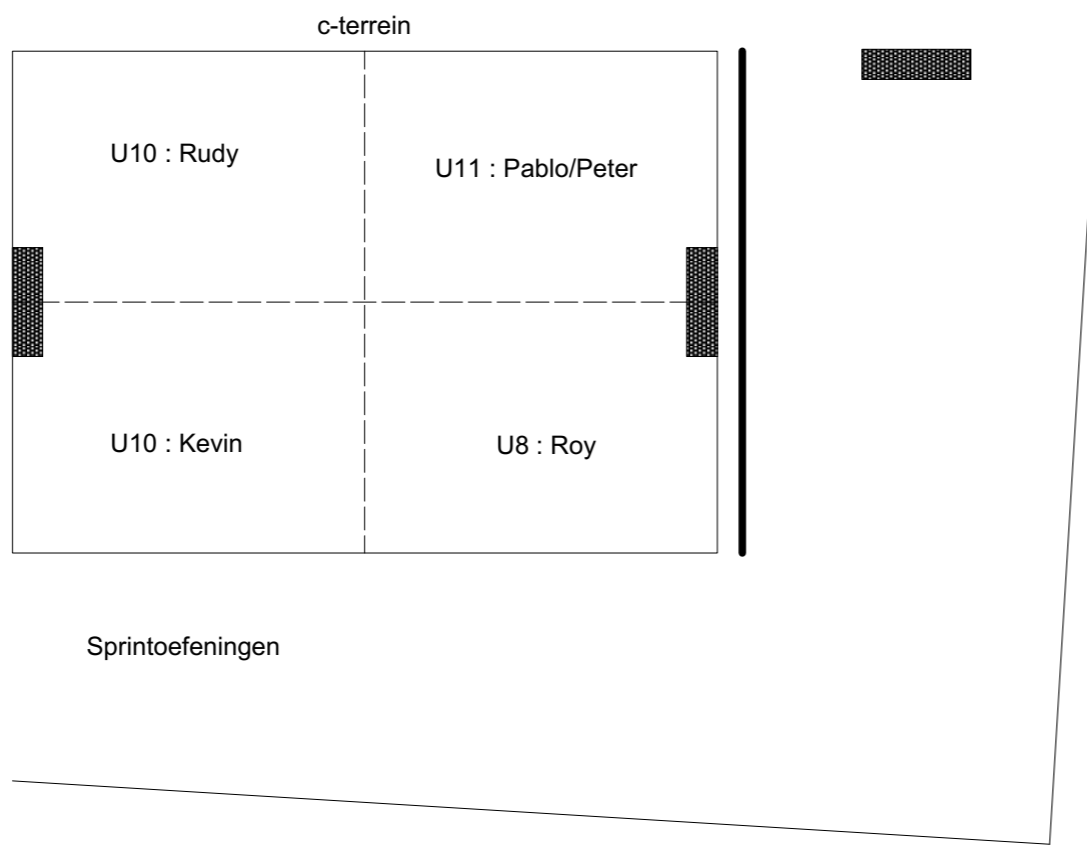 c-terrein
U10 : Rudy
U11 : Pablo/Peter
U10 : Kevin
U8 : Roy
Sprintoefeningen